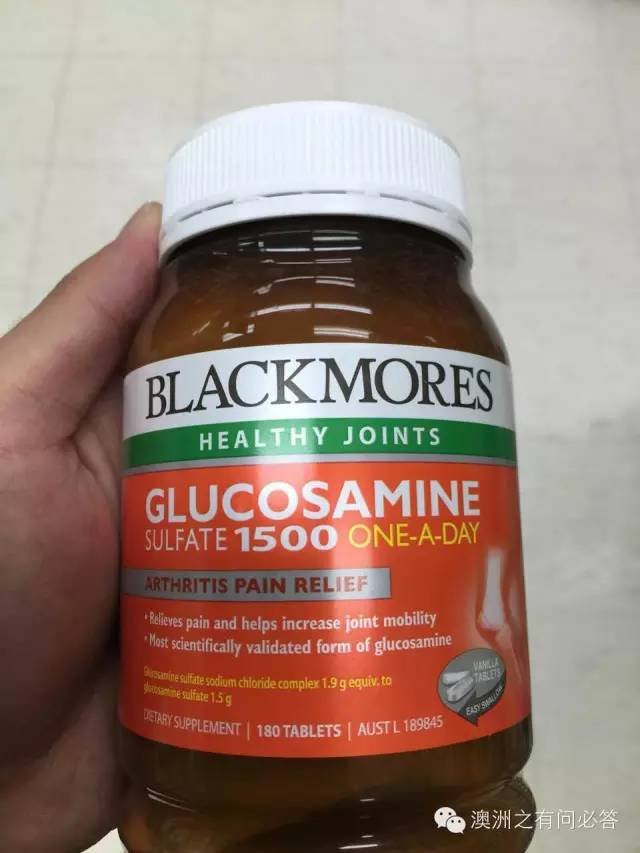 BLACKMORES
HEALTHY JOINTS
GLUCOSAMINE
SULFATE 1500 ONE-A-DAY
ARTHRITIS PAIN RELIEF
• Relieves pain and helps increase joint mobility
• Most scientifically validated form of glucosamine
Glucosamine sulfate sodium chloride complex 1.9 g equiv. to
glucosamine sulfate 1.5 g
VANILLA
TABLETS
EASY SWALLOW
DIETARY SUPPLEMENT | 180 TABLETS | AUST L 189845
澳洲之有问必答